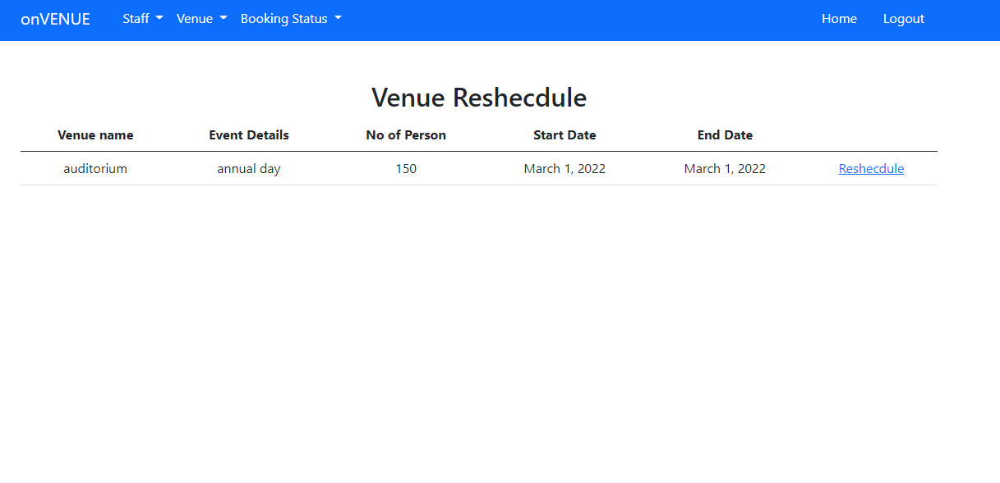 onVENUE Staff Venue Booking Status Home Logout
Venue Reshecdule
Venue name Event Details No of Person Start Date End Date
auditorium annual day 150 March 1, 2022 March 1, 2022 Reshecdule